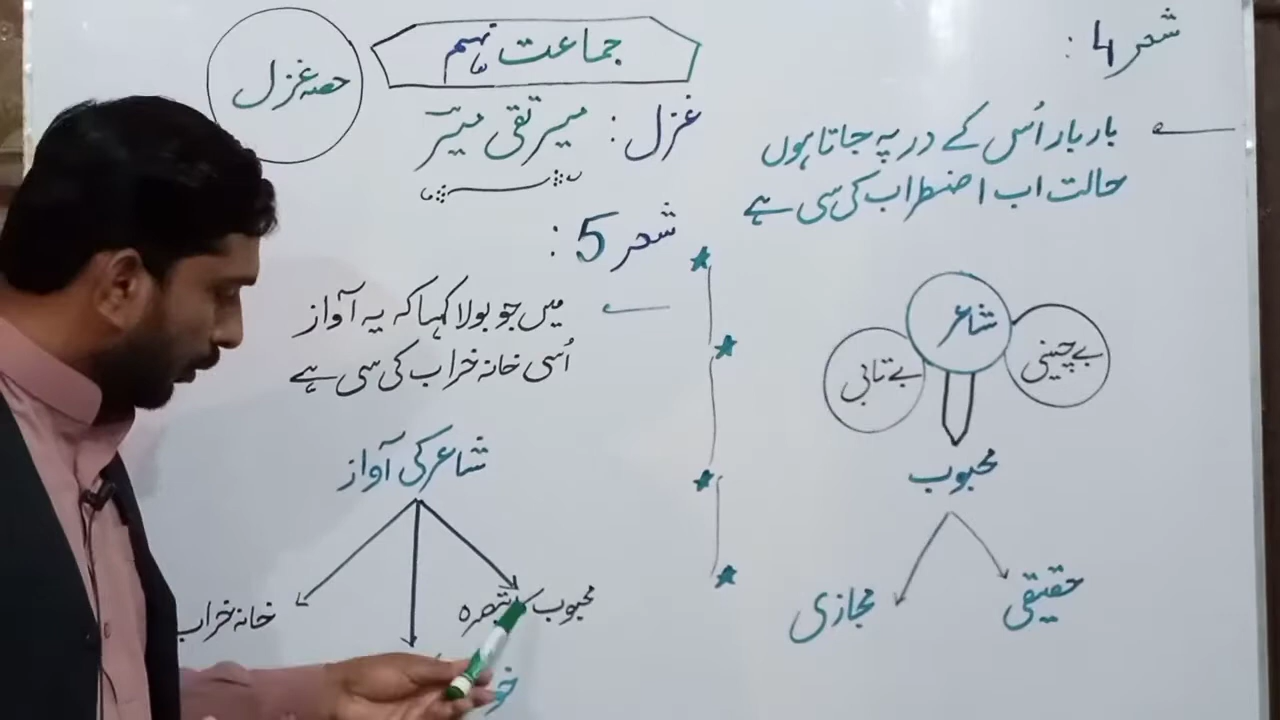 جماعت نہم
حصہ غزل
غزل : میر تقی میرؔ
شعر 4 :
بار بار اُسی کے در پہ جاتا ہوں
حالت اب اضطراب کی سی ہے
شاعر
بے چینی
بے تابی
محبوب
حقیقی
مجازی
شعر 5 :
میں جو بولا کہا کہ یہ آواز
اُسی خانہ خراب کی سی ہے
شاعر کی آواز
محبوب تبصرہ
خانہ خراب